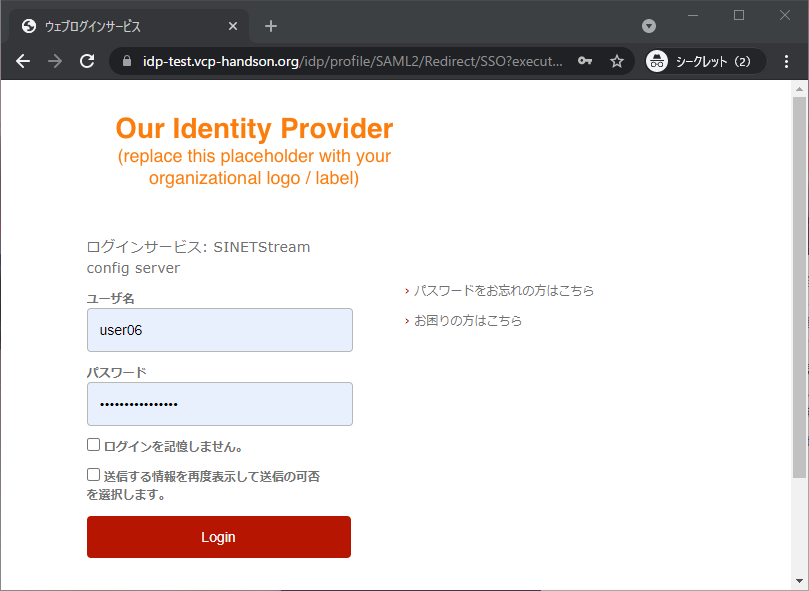 ウェブログインサービス
idp-test.vcp-handson.org/idp/profile/SAML2/Redirect/SSO?execut...
シークレット (2)
Our Identity Provider
(replace this placeholder with your
organizational logo / label)
ログインサービス: SINETStream
config server
ユーザ名
user06
パスワード
••••••••••••••••
ログインを記憶しません。
送信する情報を再度表示して送信の可否
を選択します。
Login
› パスワードをお忘れの方はこちら
› お困りの方はこちら